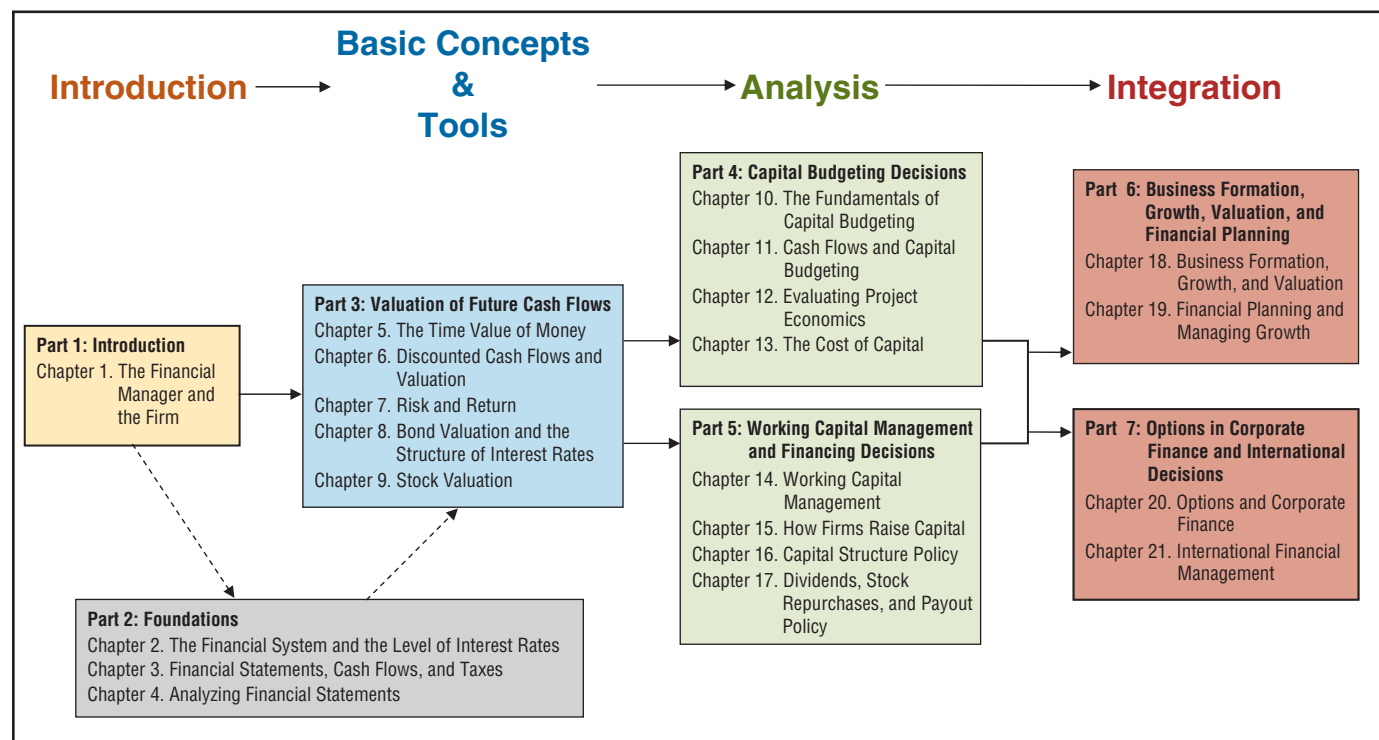 Introduction
Basic Concepts
&
Tools
Analysis
Integration
Part 1: Introduction
Chapter 1. The Financial
Manager and
the Firm
Part 2: Foundations
Chapter 2. The Financial System and the Level of Interest Rates
Chapter 3. Financial Statements, Cash Flows, and Taxes
Chapter 4. Analyzing Financial Statements
Part 3: Valuation of Future Cash Flows
Chapter 5. The Time Value of Money
Chapter 6. Discounted Cash Flows and
Valuation
Chapter 7. Risk and Return
Chapter 8. Bond Valuation and the
Structure of Interest Rates
Chapter 9. Stock Valuation
Part 4: Capital Budgeting Decisions
Chapter 10. The Fundamentals of
Capital Budgeting
Chapter 11. Cash Flows and Capital
Budgeting
Chapter 12. Evaluating Project
Economics
Chapter 13. The Cost of Capital
Part 5: Working Capital Management
and Financing Decisions
Chapter 14. Working Capital
Management
Chapter 15. How Firms Raise Capital
Chapter 16. Capital Structure Policy
Chapter 17. Dividends, Stock
Repurchases, and Payout
Policy
Part 6: Business Formation,
Growth, Valuation, and
Financial Planning
Chapter 18. Business Formation,
Growth, and Valuation
Chapter 19. Financial Planning and
Managing Growth
Part 7: Options in Corporate
Finance and International
Decisions
Chapter 20. Options and Corporate
Finance
Chapter 21. International Financial
Management